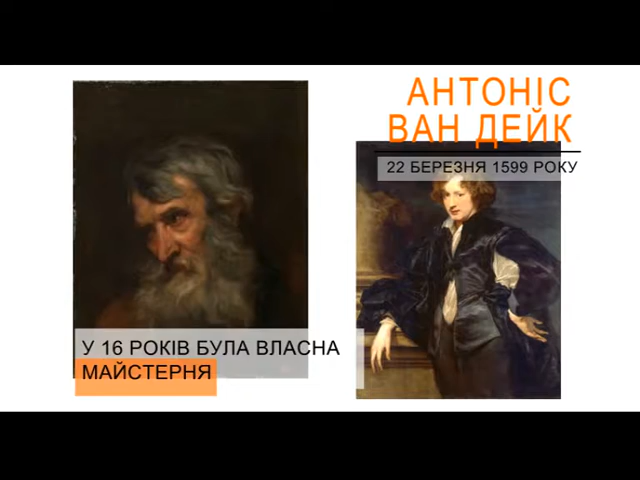 АНТОНІС
ВАН ДЕЙК
22 БЕРЕЗНЯ 1599 РОКУ
У 16 РОКІВ БУЛА ВЛАСНА
МАЙСТЕРНЯ